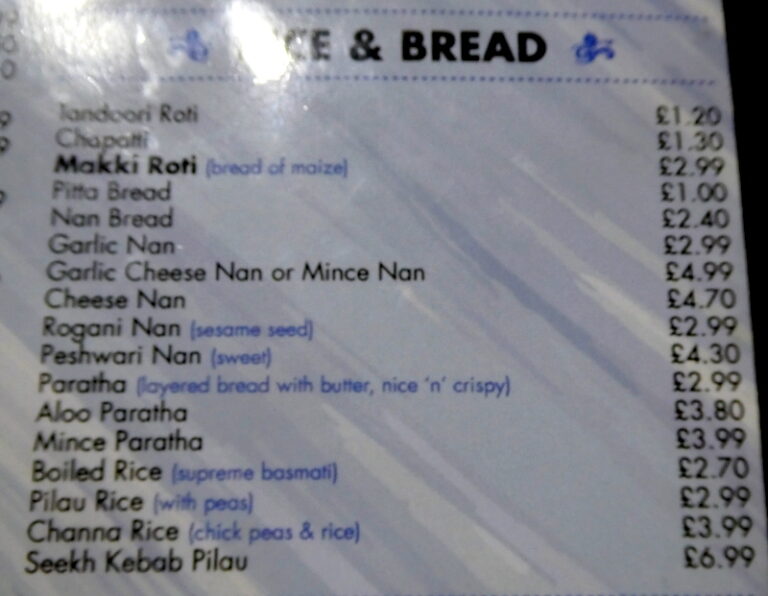 & BREAD
Tandoori Roti £1.20
Chapatti £1.30
Makki Roti (bread of maize) £2.99
Pitta Bread £1.00
Nan Bread £2.40
Garlic Nan £2.99
Garlic Cheese Nan or Mince Nan £4.99
Cheese Nan £4.70
Rogani Nan (sesame seed) £2.99
Peshwari Nan (sweet) £4.30
Paratha (layered bread with butter, nice 'n' crispy) £2.99
Aloo Paratha £3.80
Mince Paratha £3.99
Boiled Rice (supreme basmati) £2.70
Pilau Rice (with peas) £2.99
Channa Rice (chick peas & rice) £3.99
Seekh Kebab Pilau £6.99